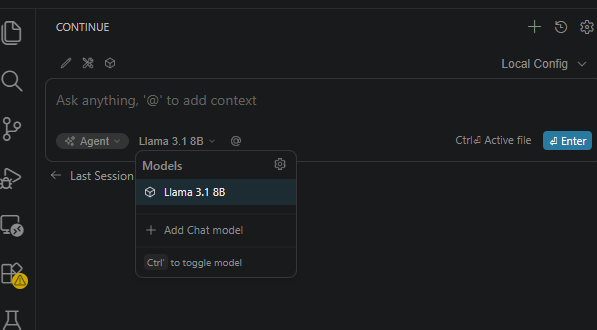 CONTINUE
Local Config
Ask anything, '@' to add context
Agent Llama 3.1 8B @ Ctrl⏎ Active file ⏎ Enter
Models
Last Session
Llama 3.1 8B
+ Add Chat model
Ctrl' to toggle model